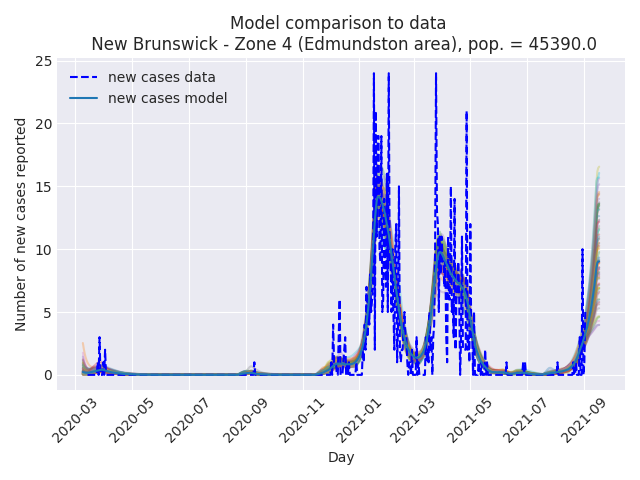 Model comparison to data
New Brunswick - Zone 4 (Edmundston area), pop. = 45390.0
new cases data
new cases model
Number of new cases reported
25
20
15
10
5
0
2020-03
2020-05
2020-07
2020-09
2020-11
2021-01
2021-03
2021-05
2021-07
2021-09
Day